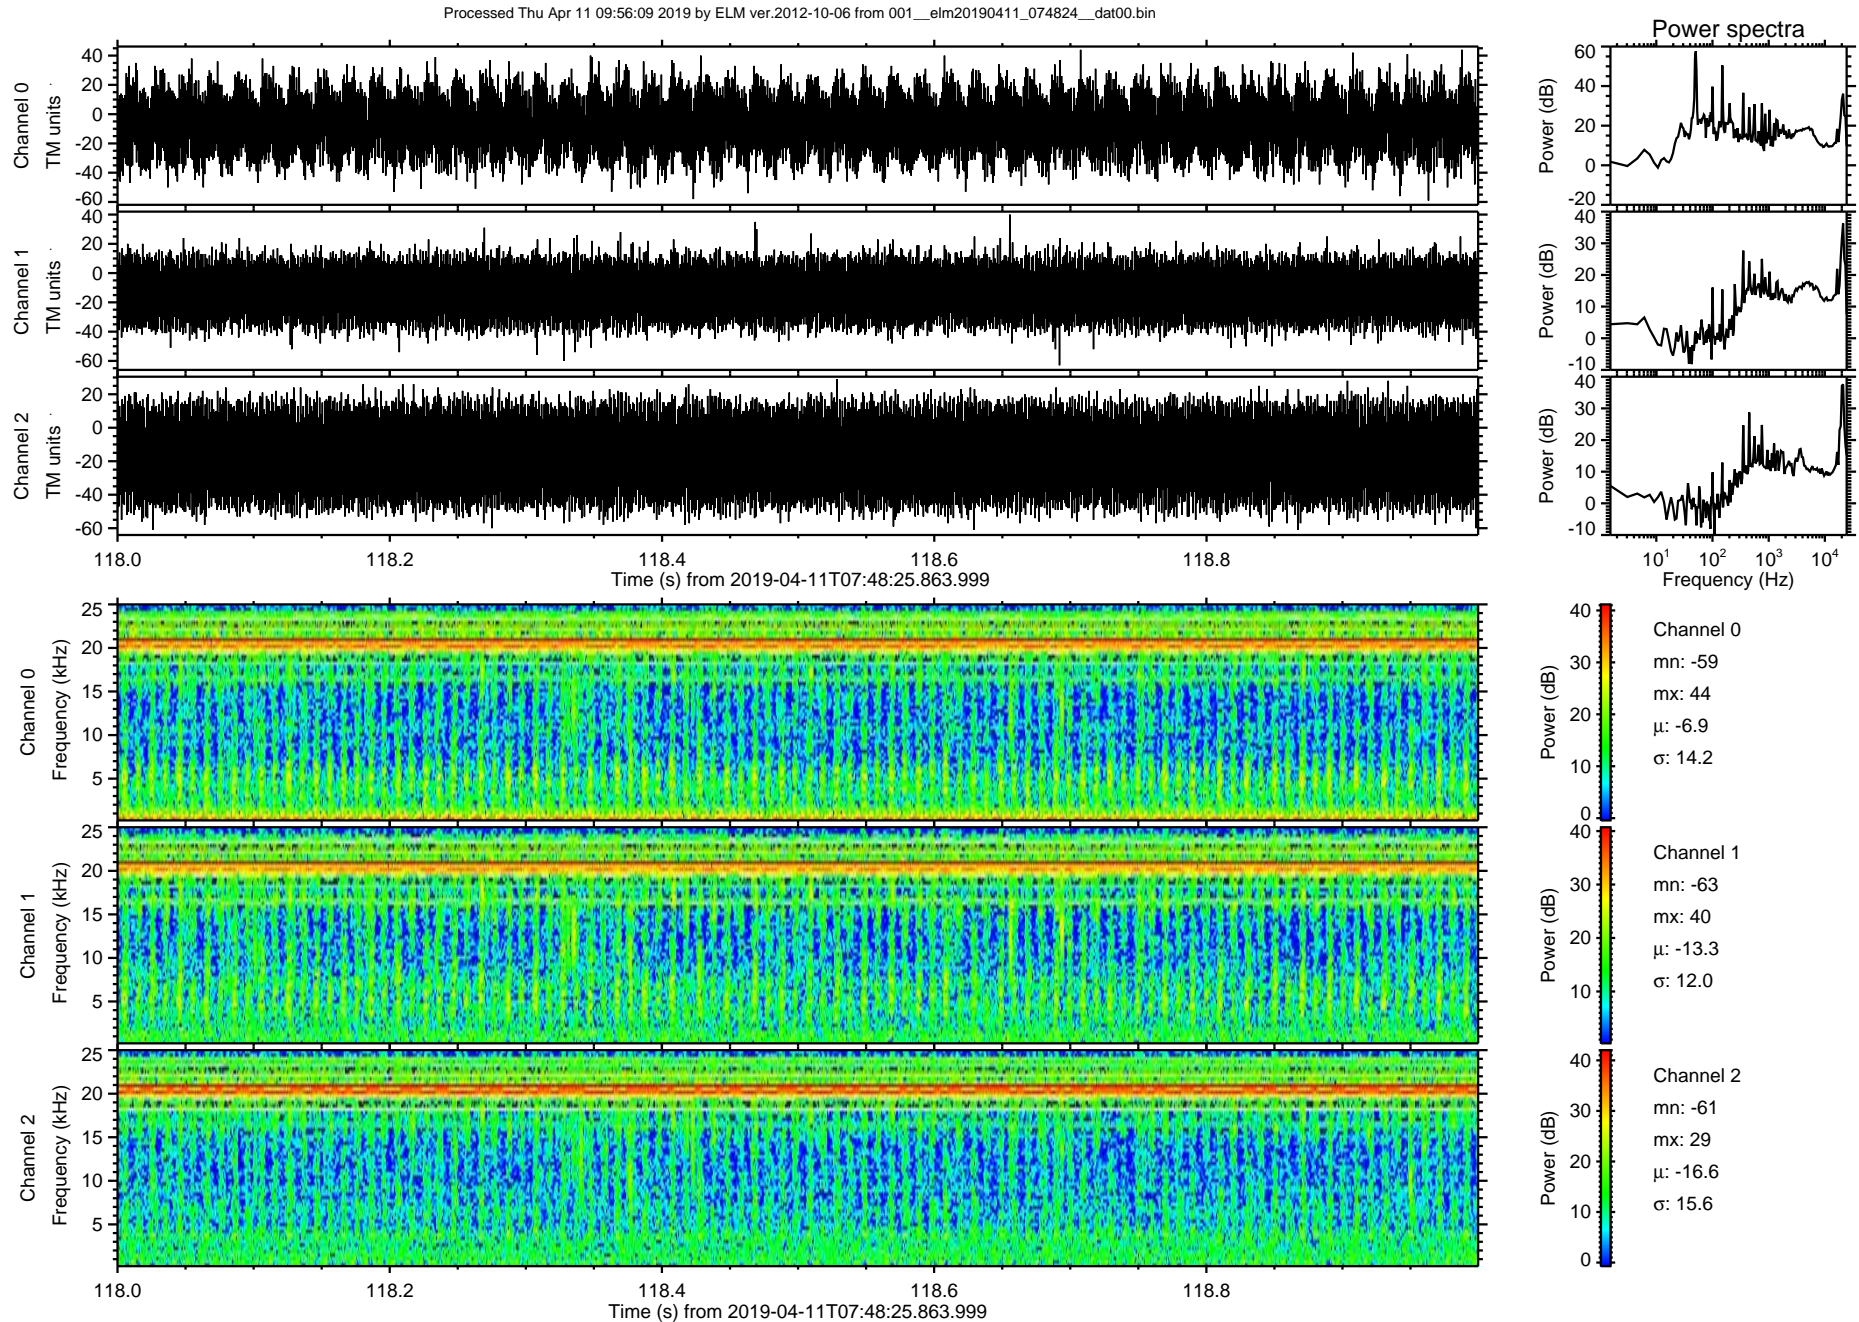 Processed Thu Apr 11 09:56:09 2019 by ELM ver.2012-10-06 from 001__elm20190411_074824__dat00.bin
Power spectra
Channel 0
TM units
40
20
0
-20
-40
-60
Power (dB)
60
40
20
0
-20
Channel 1
TM units
40
20
0
-20
-40
-60
Power (dB)
40
30
20
10
0
-10
Channel 2
TM units
20
0
-20
-40
-60
Power (dB)
40
30
20
10
0
-10
118.0 118.2 118.4 118.6 118.8
Time (s) from 2019-04-11T07:48:25.863.999
10¹ 10² 10³ 10⁴
Frequency (Hz)
Channel 0
Frequency (kHz)
25
20
15
10
5
Power (dB)
40
30
20
10
0
Channel 0
mn: -59
mx: 44
μ: -6.9
σ: 14.2
Channel 1
Frequency (kHz)
25
20
15
10
5
Power (dB)
40
30
20
10
Channel 1
mn: -63
mx: 40
μ: -13.3
σ: 12.0
Channel 2
Frequency (kHz)
25
20
15
10
5
Power (dB)
40
30
20
10
0
Channel 2
mn: -61
mx: 29
μ: -16.6
σ: 15.6
118.0 118.2 118.4 118.6 118.8
Time (s) from 2019-04-11T07:48:25.863.999